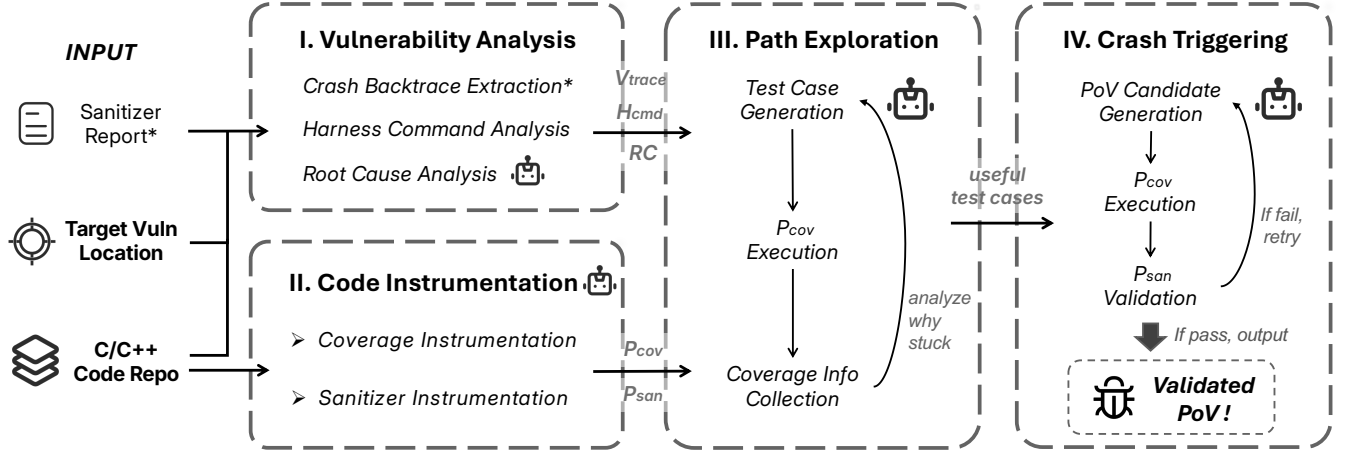 INPUT
Sanitizer
Report*
Target Vuln
Location
C/C++
Code Repo
I. Vulnerability Analysis
Crash Backtrace Extraction*
Harness Command Analysis
Root Cause Analysis
II. Code Instrumentation
➢ Coverage Instrumentation
➢ Sanitizer Instrumentation
Vtrace
Hcmd
RC
Pcov
Psan
III. Path Exploration
Test Case
Generation
Pcov
Execution
Coverage Info
Collection
analyze
why
stuck
useful
test cases
IV. Crash Triggering
PoV Candidate
Generation
Pcov
Execution
Psan
Validation
If fail,
retry
If pass, output
Validated
PoV !